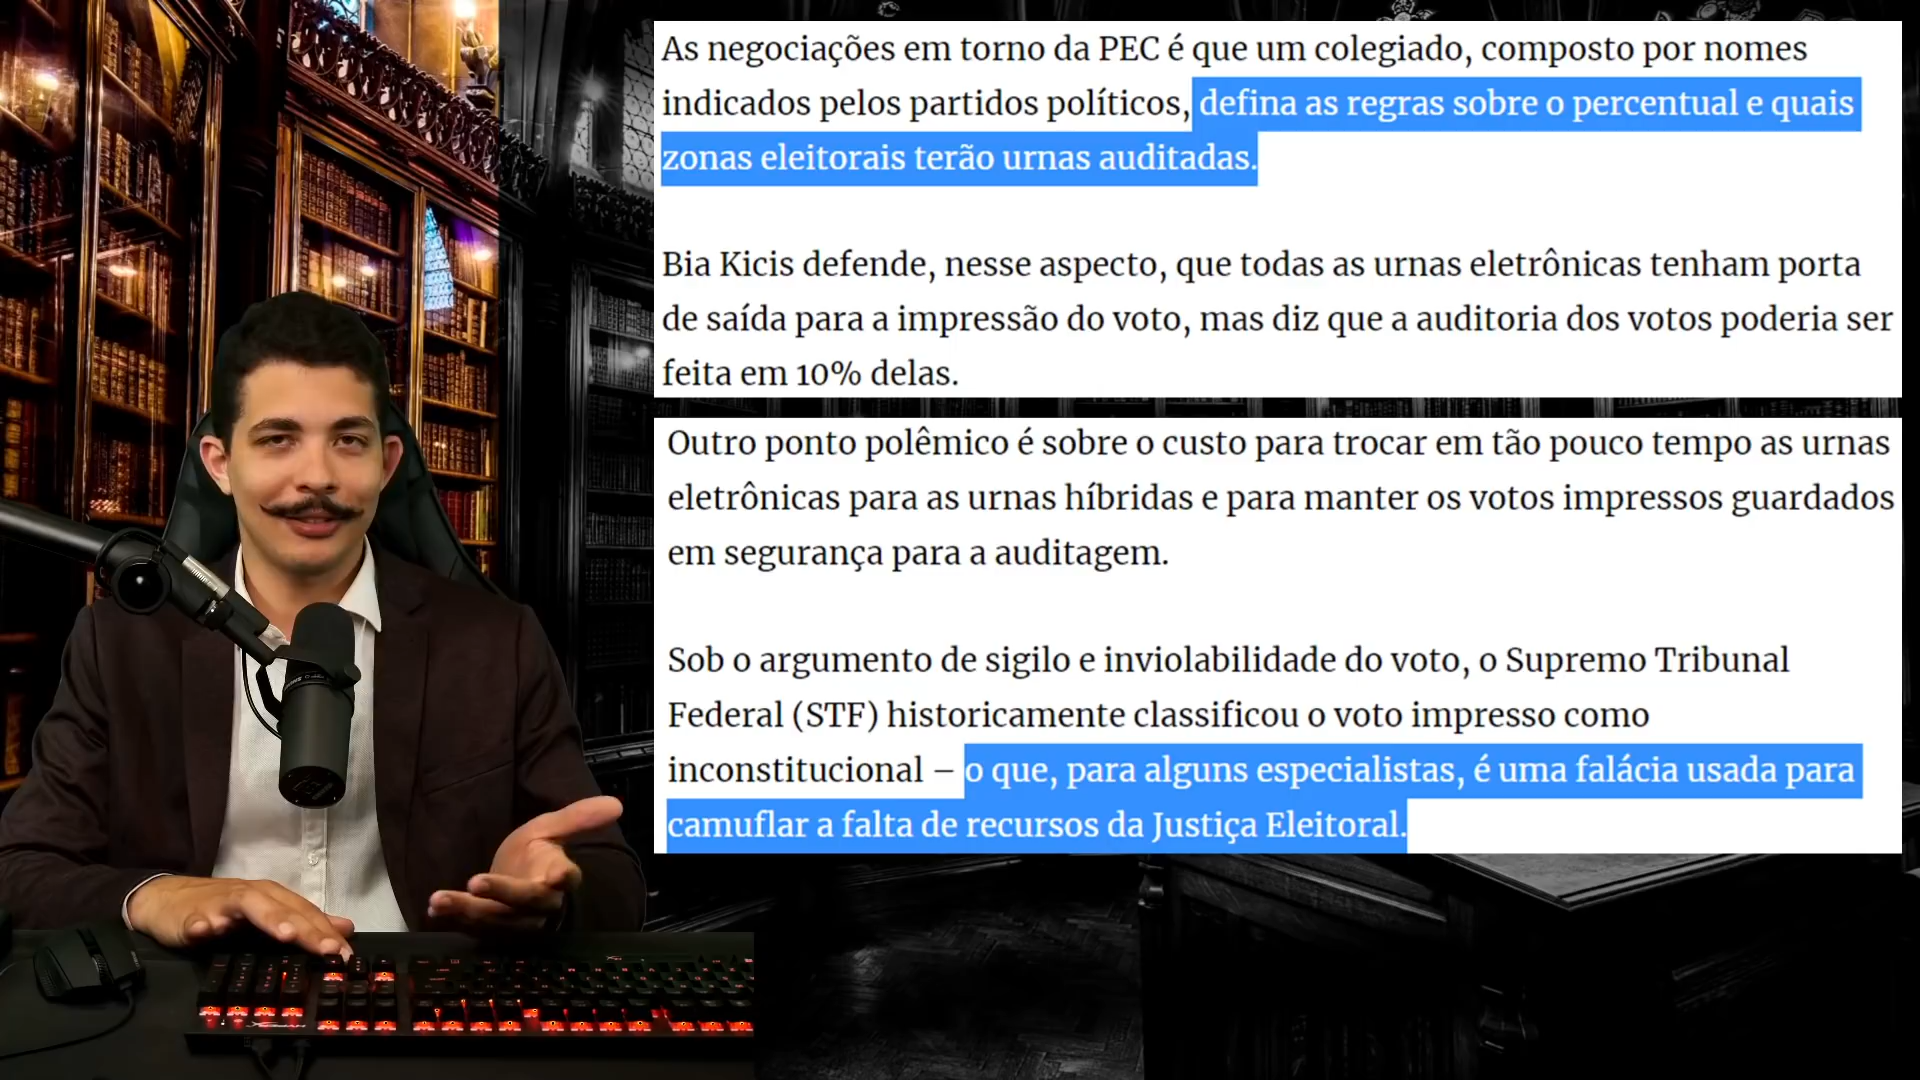 As negociações em torno da PEC é que um colegiado, composto por nomes
indicados pelos partidos políticos, defina as regras sobre o percentual e quais
zonas eleitorais terão urnas auditadas.
Bia Kicis defende, nesse aspecto, que todas as urnas eletrônicas tenham porta
de saída para a impressão do voto, mas diz que a auditoria dos votos poderia ser
feita em 10% delas.
Outro ponto polêmico é sobre o custo para trocar em tão pouco tempo as urnas
eletrônicas para as urnas híbridas e para manter os votos impressos guardados
em segurança para a auditagem.
Sob o argumento de sigilo e inviolabilidade do voto, o Supremo Tribunal
Federal (STF) historicamente classificou o voto impresso como
inconstitucional – o que, para alguns especialistas, é uma falácia usada para
camuflar a falta de recursos da Justiça Eleitoral.